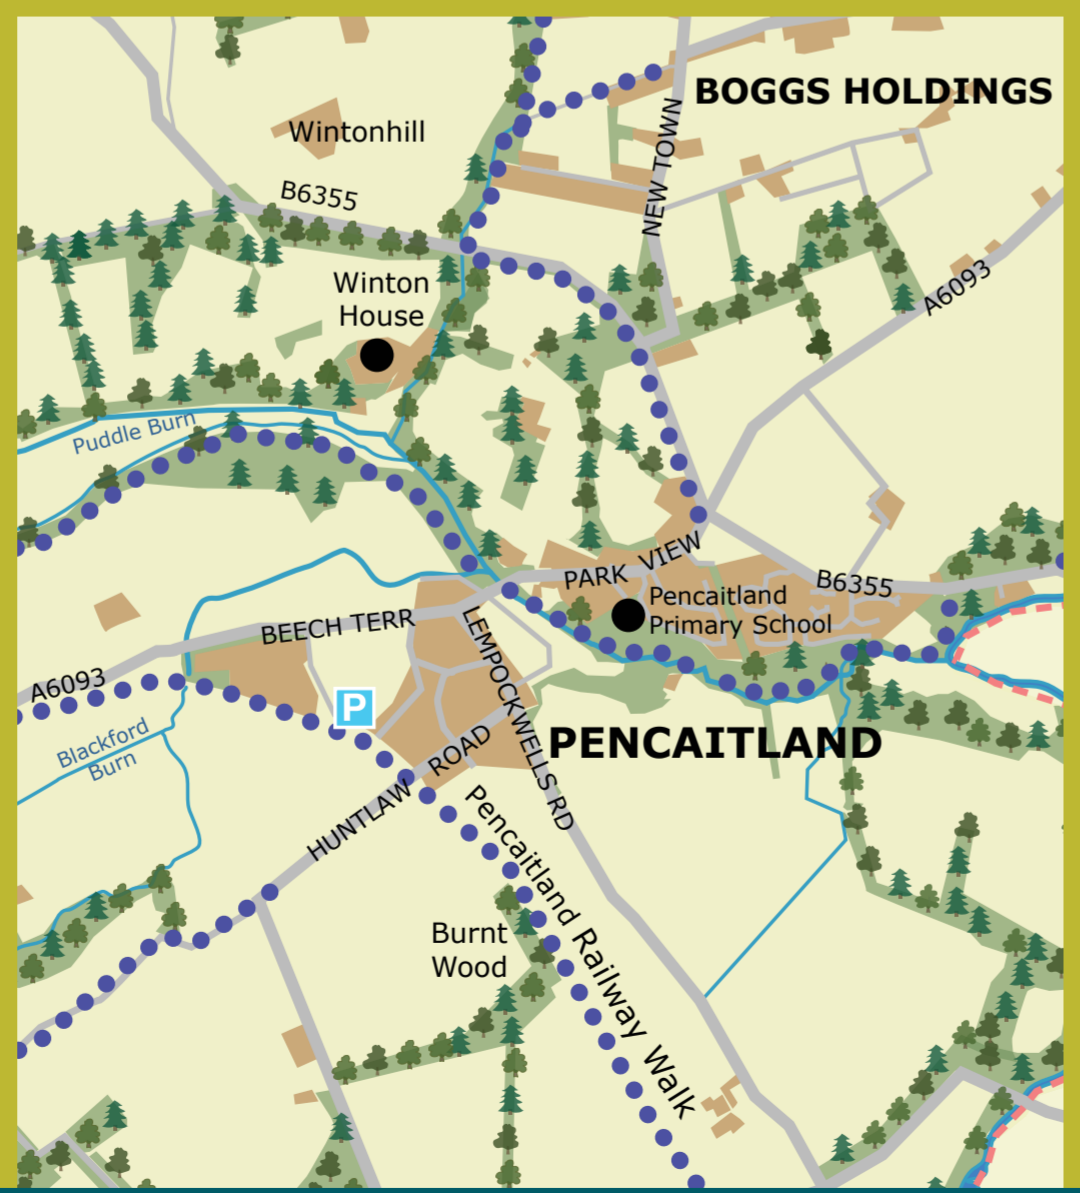 BOGGS HOLDINGS
Wintonhill
NEW TOWN
B6355
Winton
House
A6093
Puddle Burn
PARK VIEW
B6355
Pencaitland
Primary School
BEECH TERR
LEMPOCKWELLS RD
A6093
P
Blackford
Burn
PENCAITLAND
HUNTLAW ROAD
Pencaitland Railway Walk
Burnt
Wood